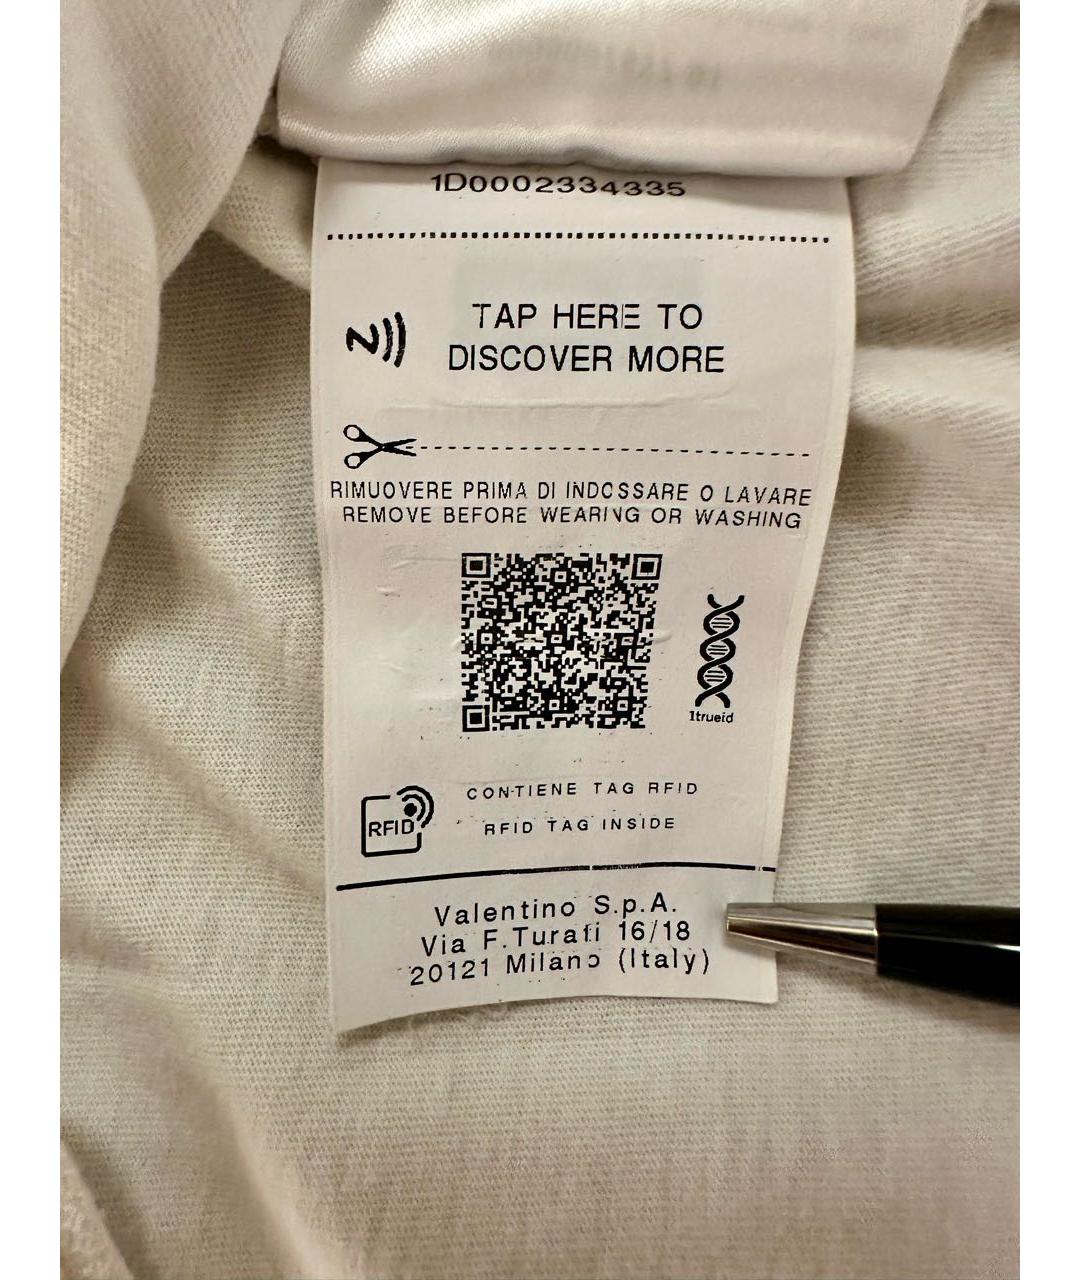 1D0002334335
TAP HERE TO
DISCOVER MORE
RIMUOVERE PRIMA DI INDOSSARE O LAVARE
REMOVE BEFORE WEARING OR WASHING
1trueid
CONTIENE TAG RFID
RFID
RFID TAG INSIDE
Valentino S.p.A.
Via F.Turati 16/18
20121 Milano (Italy)